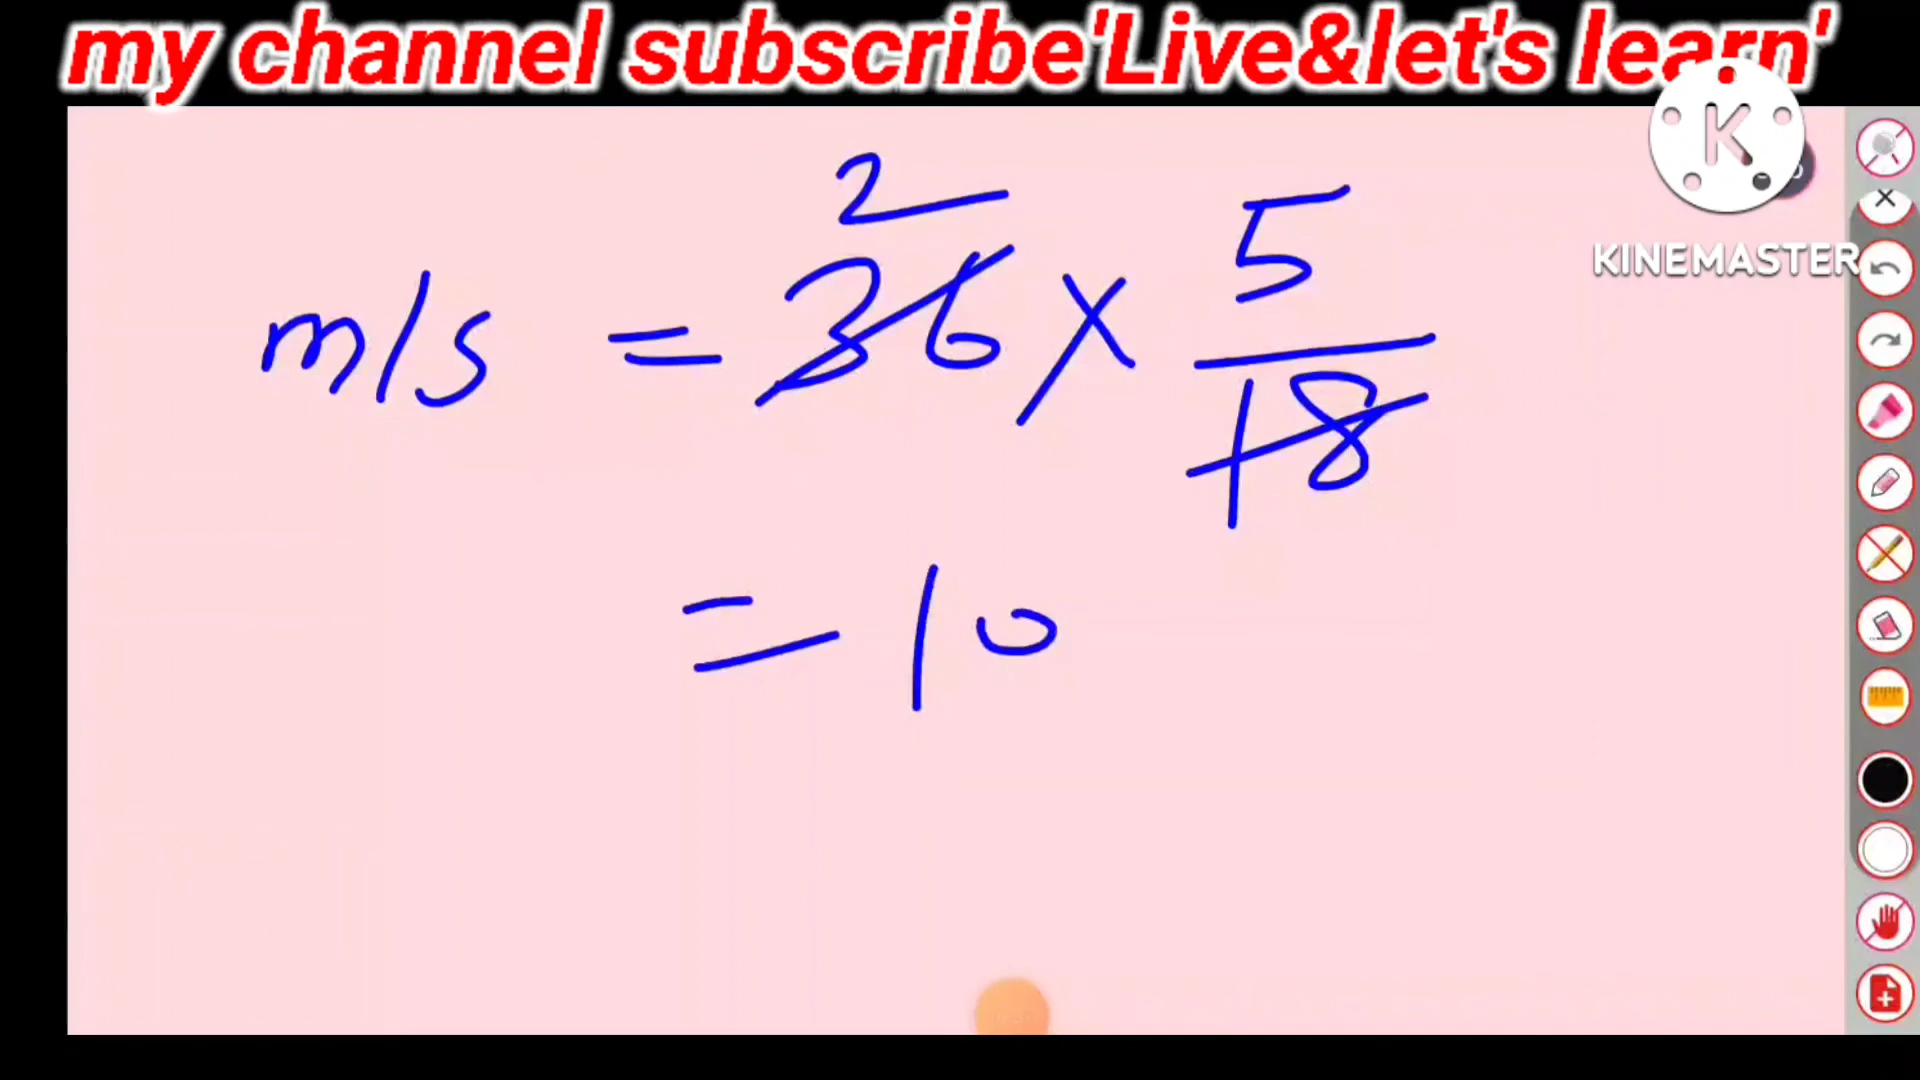 my channel subscribe'Live&let's learn'
KINEMASTER
2
m/s = 36 x 5/18
= 10